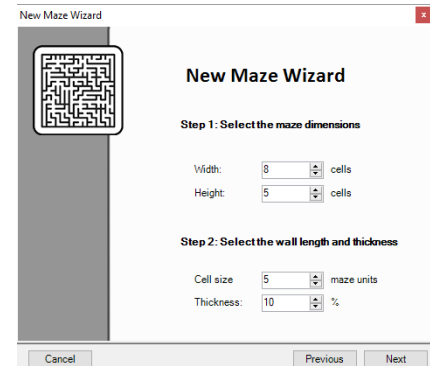 New Maze Wizard x
New Maze Wizard
Step 1: Select the maze dimensions
Width: 8 cells
Height: 5 cells
Step 2: Select the wall length and thickness
Cell size 5 maze units
Thickness: 10 %
Cancel Previous Next